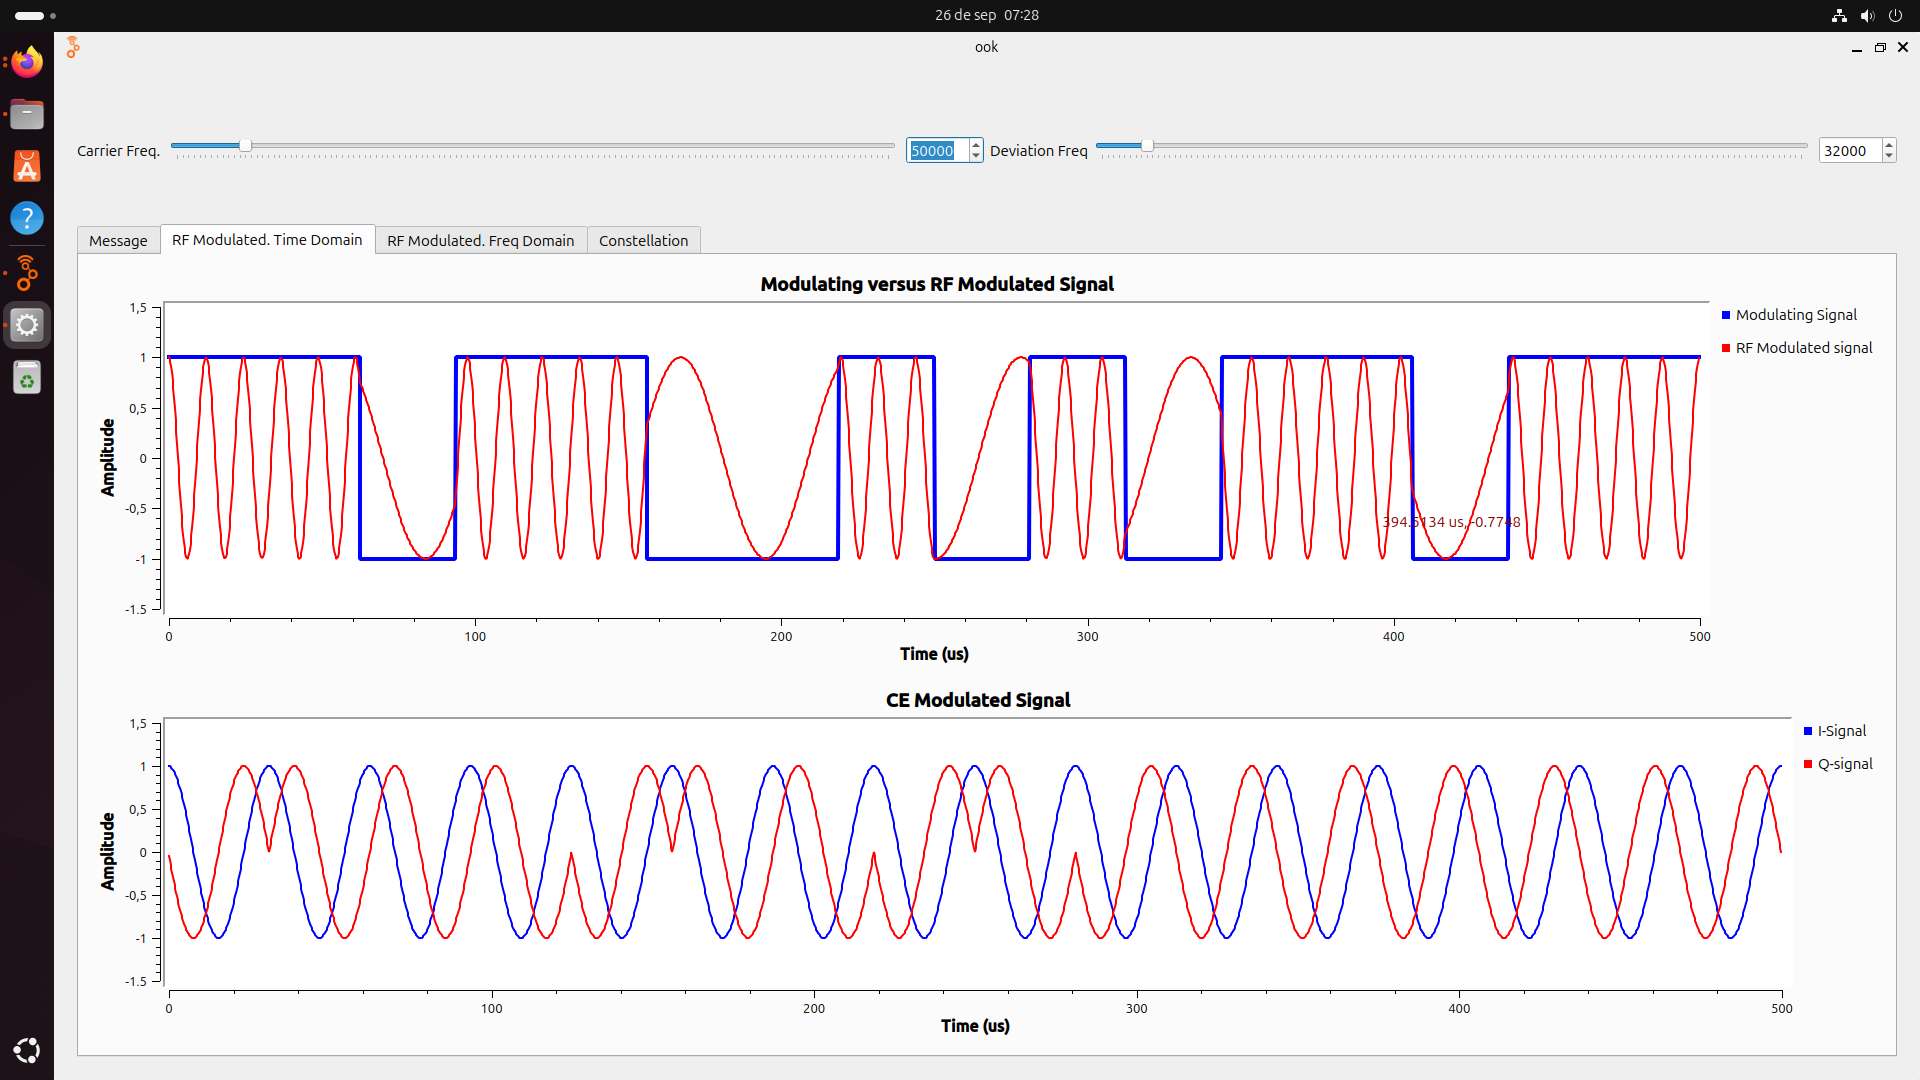 26 de sep 07:28
ook
Carrier Freq. 50000 Deviation Freq 32000
Message RF Modulated. Time Domain RF Modulated. Freq Domain Constellation
Modulating versus RF Modulated Signal
1,5
1
0,5
0
-0,5
-1
-1.5
Amplitude
Modulating Signal
RF Modulated signal
394.5134 us, -0.7748
0 100 200 300 400 500
Time (us)
CE Modulated Signal
1,5
1
0,5
0
-0,5
-1
-1.5
Amplitude
I-Signal
Q-signal
0 100 200 300 400 500
Time (us)